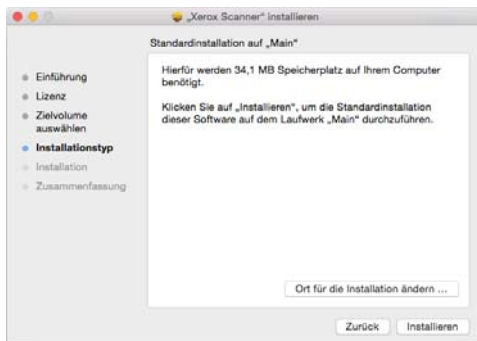 „Xerox Scanner“ installieren
Standardinstallation auf „Main“
Einführung
Lizenz
Zielvolume
auswählen
Installationstyp
Installation
Zusammenfassung
Hierfür werden 34,1 MB Speicherplatz auf Ihrem Computer
benötigt.
Klicken Sie auf „Installieren“, um die Standardinstallation
dieser Software auf dem Laufwerk „Main“ durchzuführen.
Ort für die Installation ändern ...
Zurück
Installieren